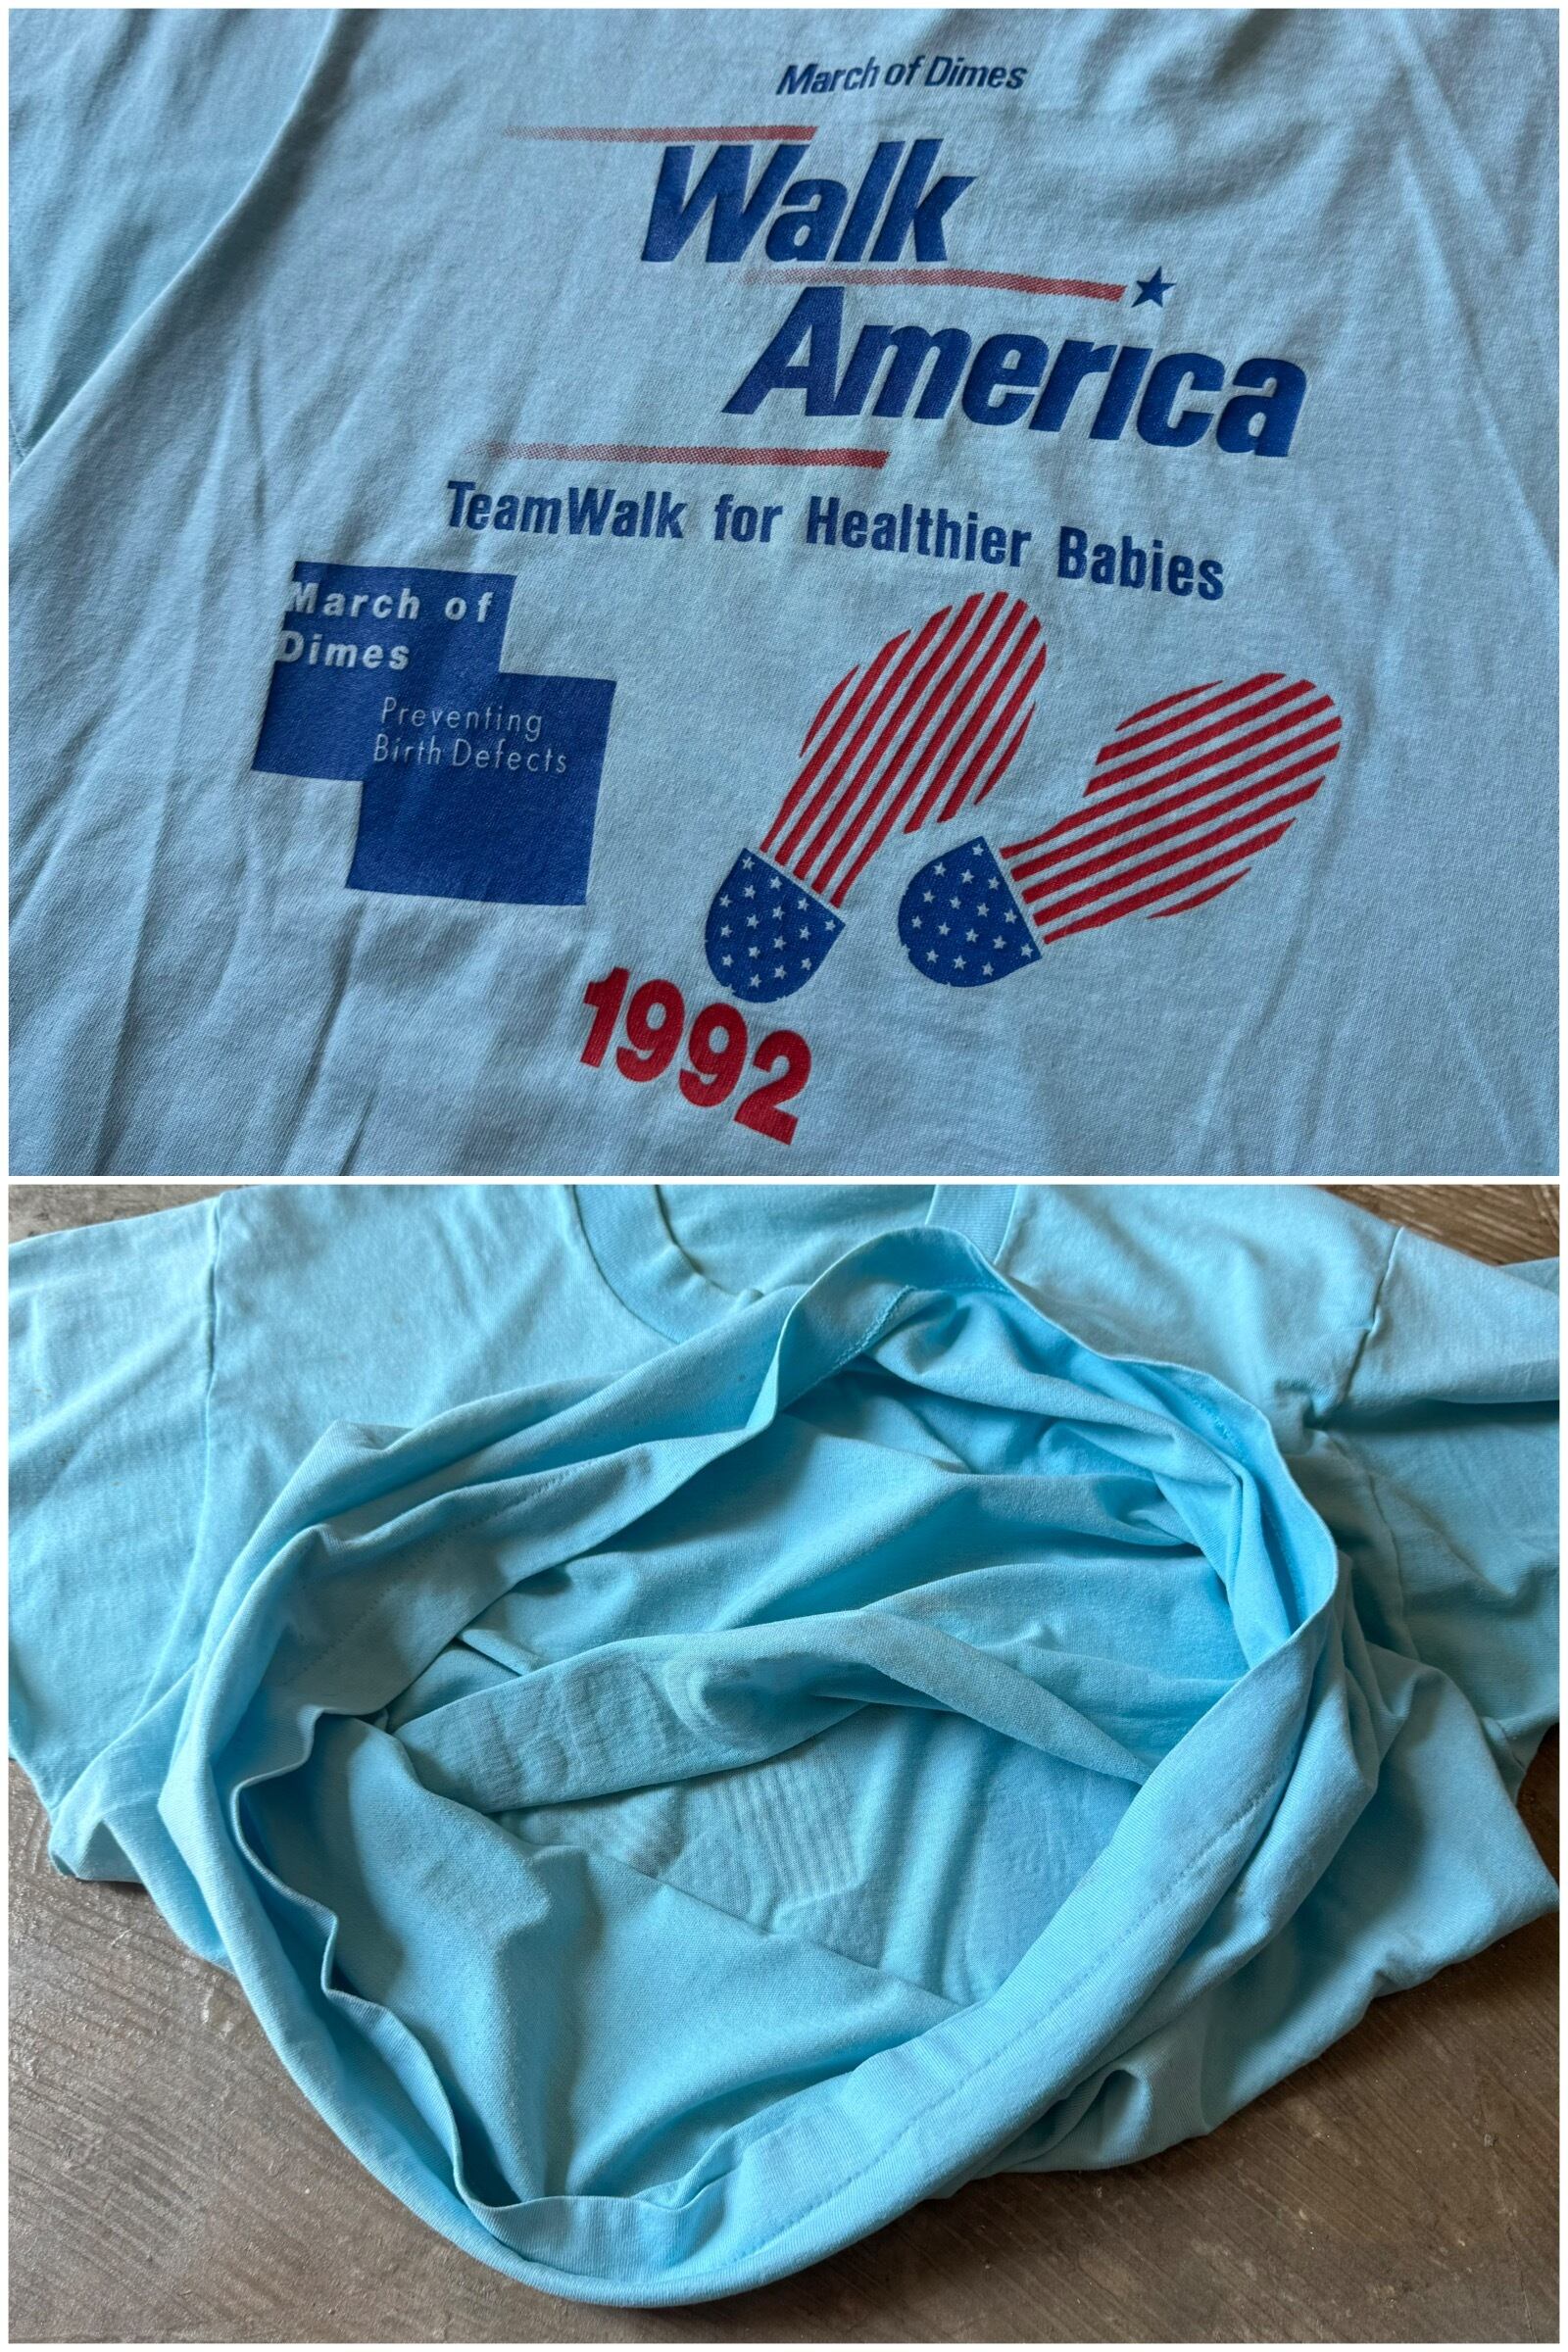 March of Dimes
Walk
America
TeamWalk for Healthier Babies
March of
Dimes
Preventing
Birth Defects
1992